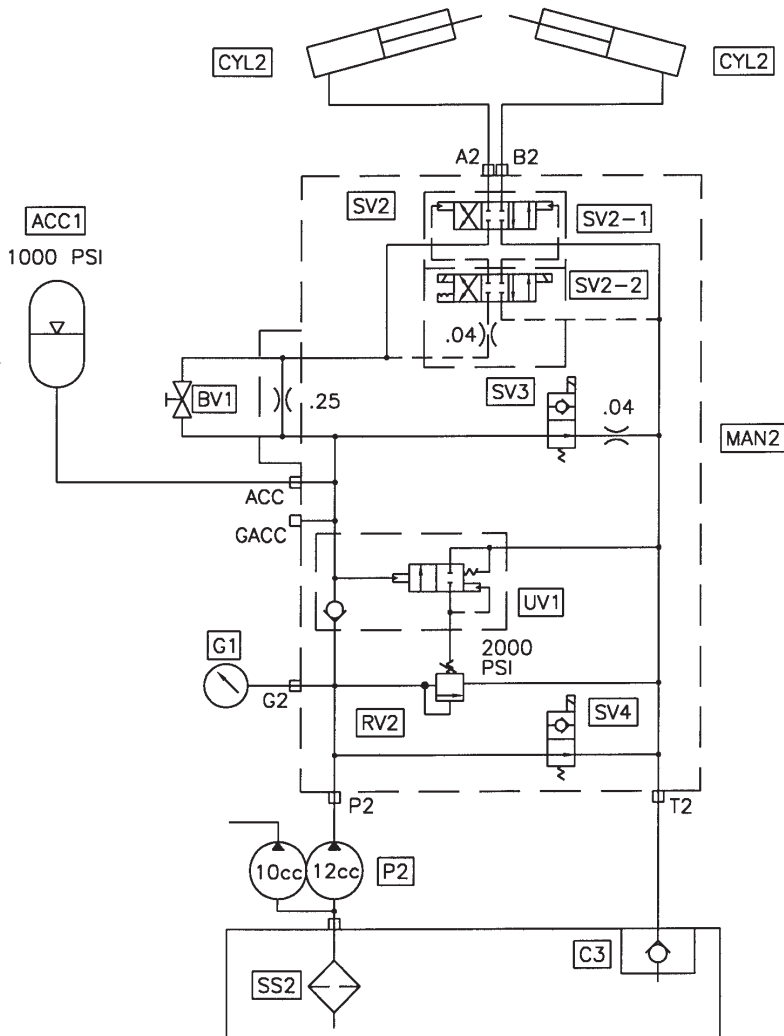 CYL2
CYL2
A2 B2
SV2
SV2-1
ACC1
1000 PSI
SV2-2
.04
SV3
.04
BV1
.25
MAN2
ACC
GACC
UV1
G1
2000
PSI
G2
RV2
SV4
P2
T2
10cc
12cc
P2
C3
SS2